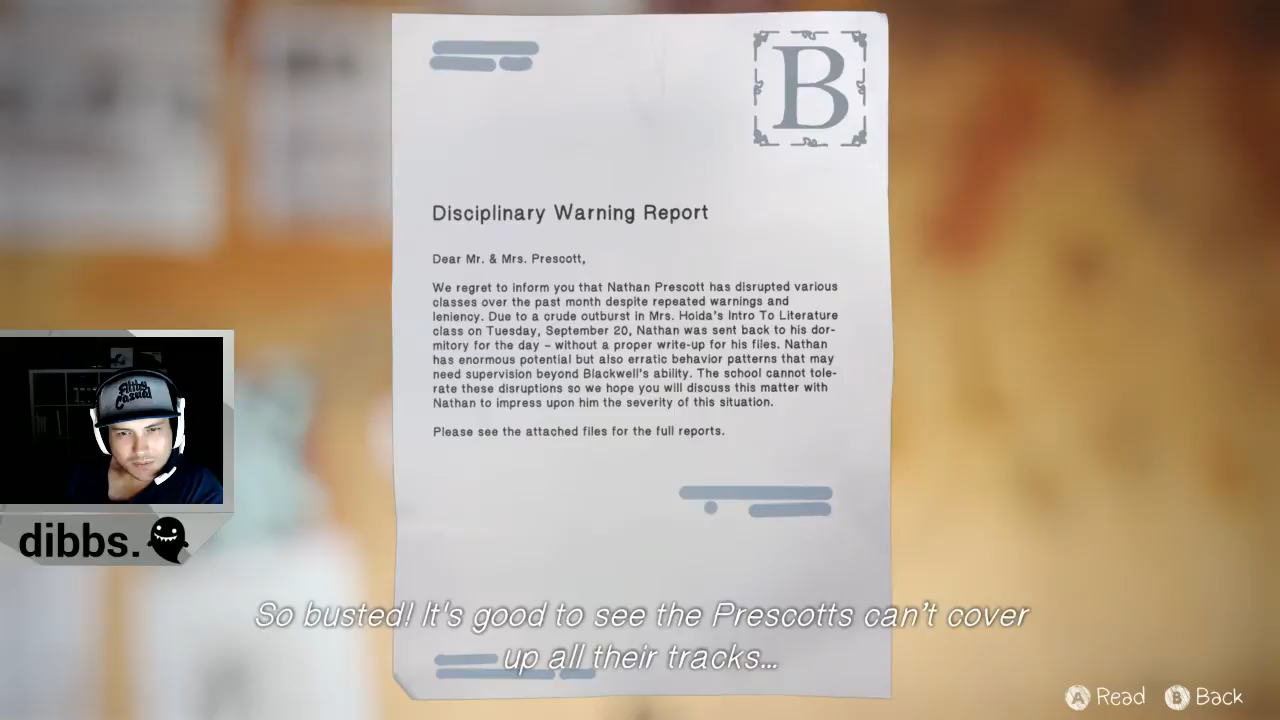 B
Disciplinary Warning Report
Dear Mr. & Mrs. Prescott,
We regret to inform you that Nathan Prescott has disrupted various
classes over the past month despite repeated warnings and
leniency. Due to a crude outburst in Mrs. Hoida's Intro To Literature
class on Tuesday, September 20, Nathan was sent back to his dor-
mitory for the day – without a proper write-up for his files. Nathan
has enormous potential but also erratic behavior patterns that may
need supervision beyond Blackwell's ability. The school cannot tole-
rate these disruptions so we hope you will discuss this matter with
Nathan to impress upon him the severity of this situation.
Please see the attached files for the full reports.
Casual
dibbs.
So busted! It's good to see the Prescotts can't cover
up all their tracks...
A Read B Back